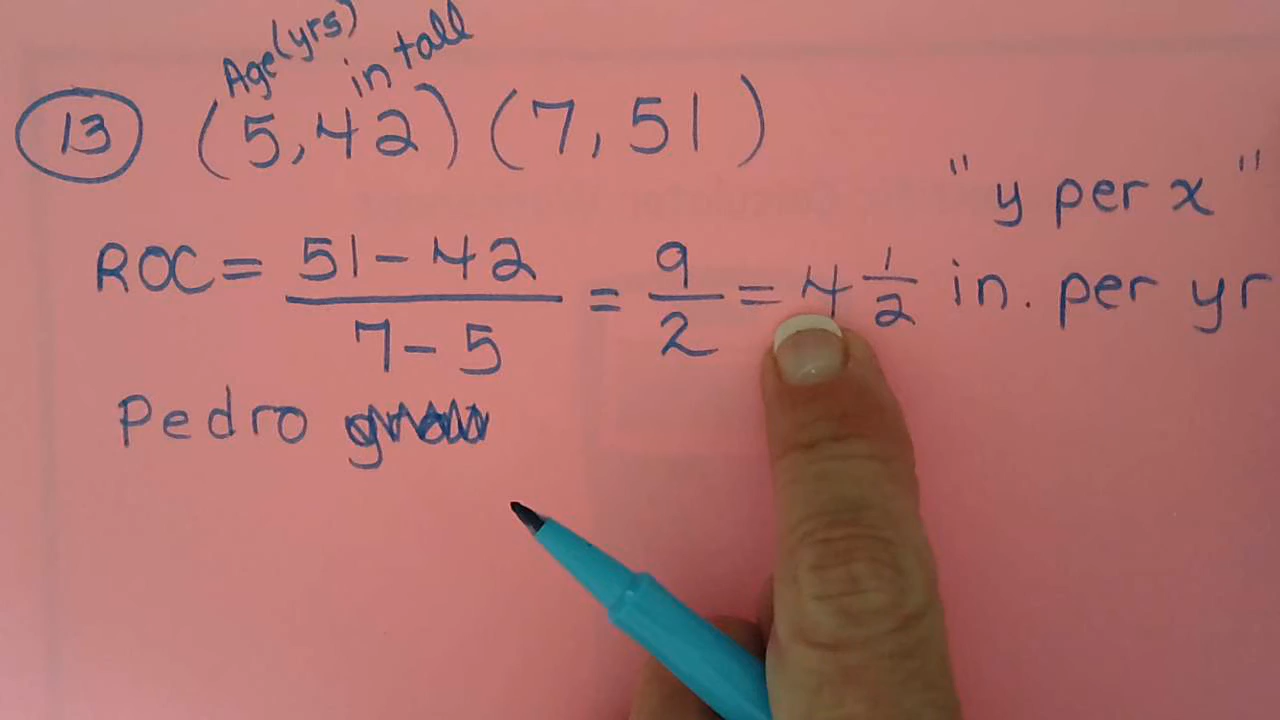 Age (yrs) in tall
13 (5, 42) (7, 51)
"y per x"
ROC = 51 - 42 / 7 - 5 = 9/2 = 4 1/2 in. per yr
Pedro